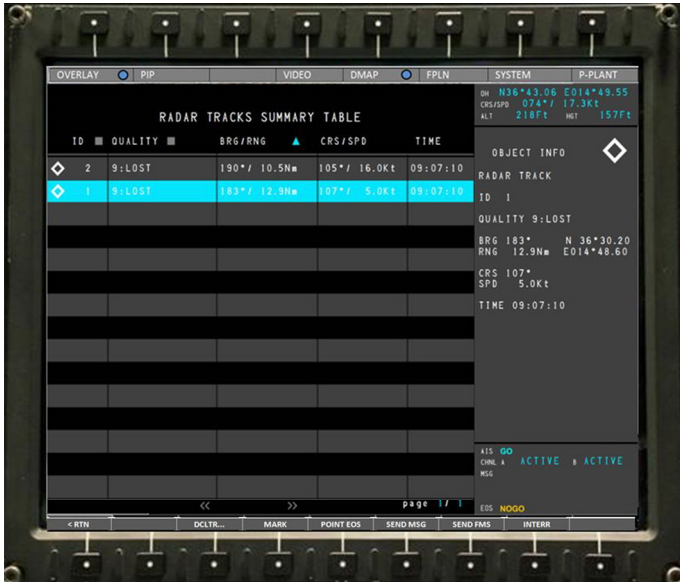 OVERLAY PIP VIDEO DMAP FPLN SYSTEM P-PLANT
OH N36°43.06 E014°49.55
CRS/SPD 074°/ 17.3Kt
ALT 218Ft HGT 157Ft
RADAR TRACKS SUMMARY TABLE
ID QUALITY BRG/RNG CRS/SPD TIME
2 9:LOST 190°/ 10.5Nm 105°/ 16.0Kt 09:07:10
1 9:LOST 183°/ 12.9Nm 107°/ 5.0Kt 09:07:10
OBJECT INFO
RADAR TRACK
ID 1
QUALITY 9:LOST
BRG 183° N 36°30.20
RNG 12.9Nm E014°48.60
CRS 107°
SPD 5.0Kt
TIME 09:07:10
AIS GO
CHNL A ACTIVE B ACTIVE
MSG
EOS NOGO
<< >> page 1/ 1
< RTN DCLTR... MARK POINT EOS SEND MSG SEND FMS INTERR